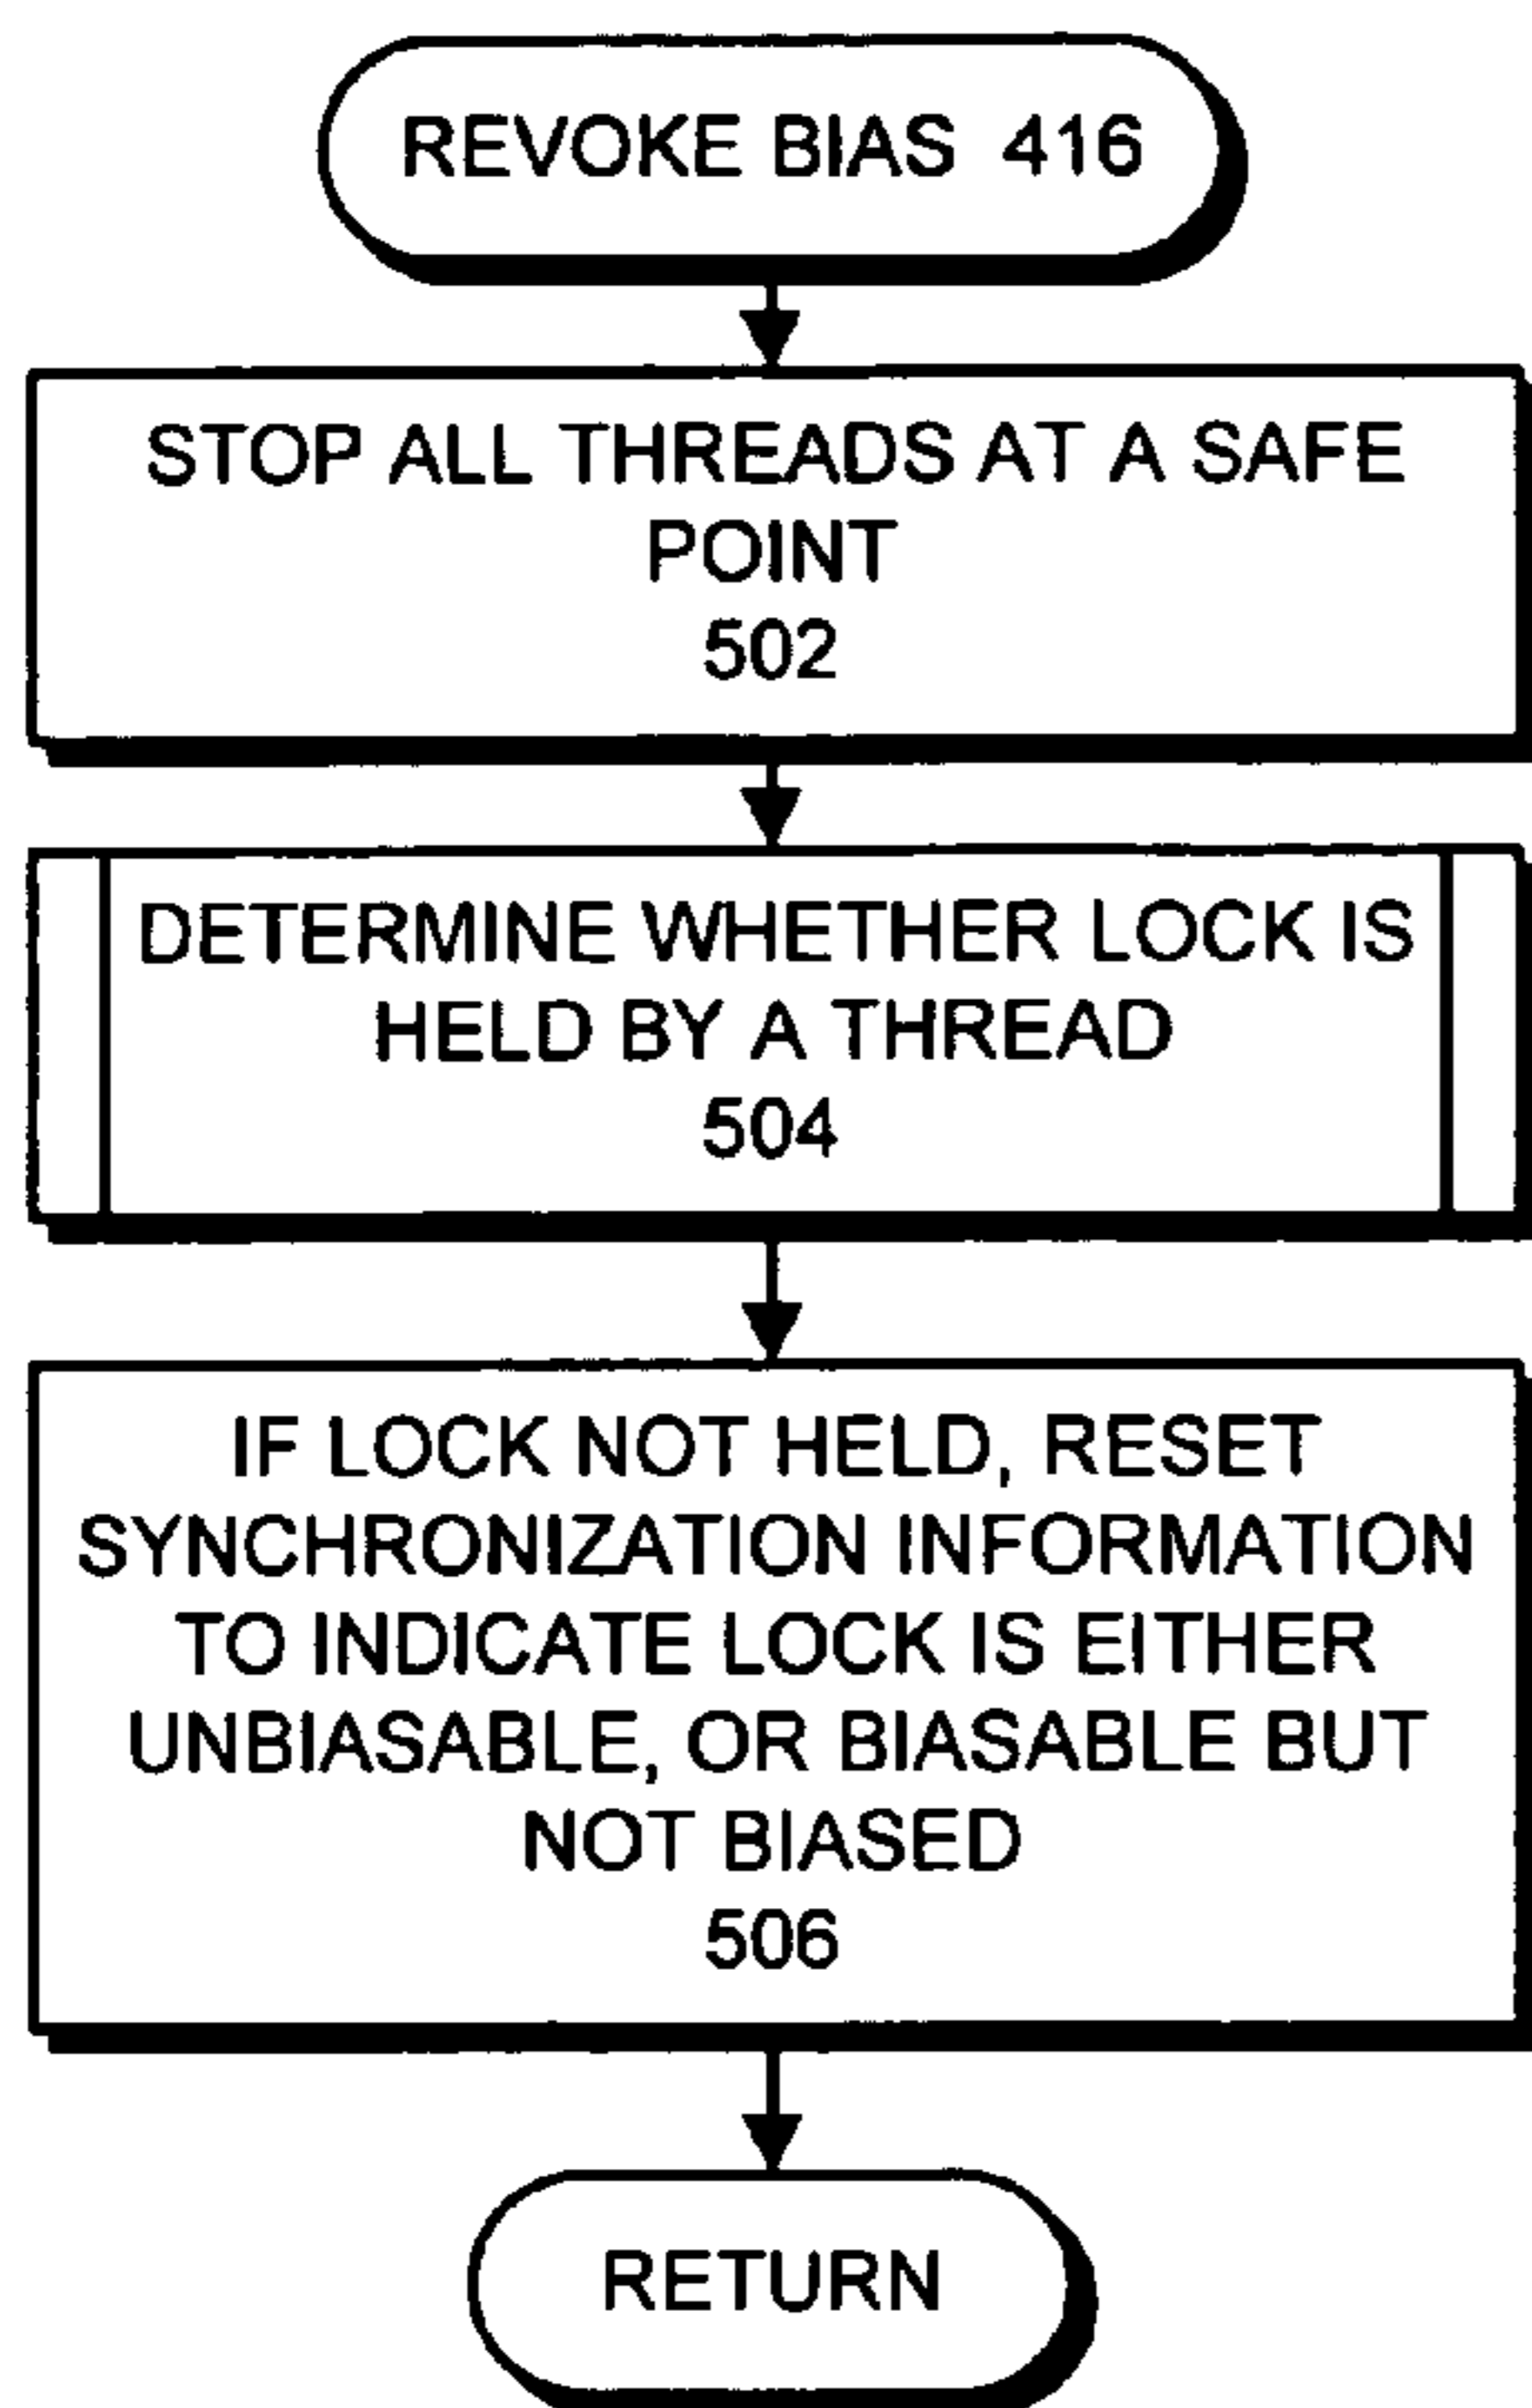 REVOKE BIAS 416
STOP ALL THREADS AT A SAFE
POINT
502
DETERMINE WHETHER LOCK IS
HELD BY A THREAD
504
IF LOCK NOT HELD, RESET
SYNCHRONIZATION INFORMATION
TO INDICATE LOCK IS EITHER
UNBIASABLE, OR BIASABLE BUT
NOT BIASED
506
RETURN